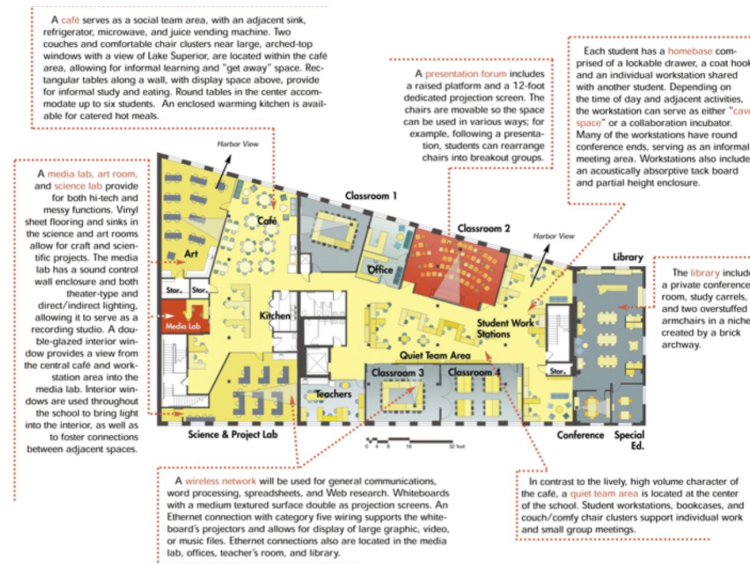 A café serves as a social team area, with an adjacent sink,
refrigerator, microwave, and juice vending machine. Two
couches and comfortable chair clusters near large, arched-top
windows with a view of Lake Superior, are located within the café
area, allowing for informal learning and "get away" space. Rec-
tangular tables along a wall, with display space above, provide
for informal study and eating. Round tables in the center accom-
modate up to six students. An enclosed warming kitchen is avail-
able for catered hot meals.
A presentation forum includes
a raised platform and a 12-foot
dedicated projection screen. The
chairs are movable so the space
can be used in various ways; for
example, following a presenta-
tion, students can rearrange
chairs into breakout groups.
Each student has a homebase com-
prised of a lockable drawer, a coat hook
and an individual workstation shared
with another student. Depending on
the time of day and adjacent activities,
the workstation can serve as either "cave
space" or a collaboration incubator.
Many of the workstations have round
conference ends, serving as an informal
meeting area. Workstations also include
an acoustically absorptive tack board
and partial height enclosure.
A media lab, art room,
and science lab provide
for both hi-tech and
messy functions. Vinyl
sheet flooring and sinks in
the science and art rooms
allow for craft and scien-
tific projects. The media
lab has a sound control
wall enclosure and both
theater-type and
direct/indirect lighting,
allowing it to serve as a
recording studio. A dou-
ble-glazed interior win-
dow provides a view from
the central café and work-
station area into the
media lab. Interior win-
dows are used throughout
the school to bring light
into the interior, as well as
to foster connections
between adjacent spaces.
Harbor View
Classroom 1
Café
Classroom 2
Harbor View
Library
Art
Office
Stor. Stor.
Media Lab
Kitchen
Student Work
Stations
Quiet Team Area
Classroom 3
Classroom 4
Stor.
Teachers
Science & Project Lab
Conference
Special
Ed.
0 4 8 16 32 feet
The library include
a private conference
room, study carrels,
and two overstuffed
armchairs in a niche
created by a brick
archway.
A wireless network will be used for general communications,
word processing, spreadsheets, and Web research. Whiteboards
with a medium textured surface double as projection screens. An
Ethernet connection with category five wiring supports the white-
board's projectors and allows for display of large graphic, video,
or music files. Ethernet connections also are located in the media
lab, offices, teacher's room, and library.
In contrast to the lively, high volume character of
the café, a quiet team area is located at the center
of the school. Student workstations, bookcases, and
couch/comfy chair clusters support individual work
and small group meetings.